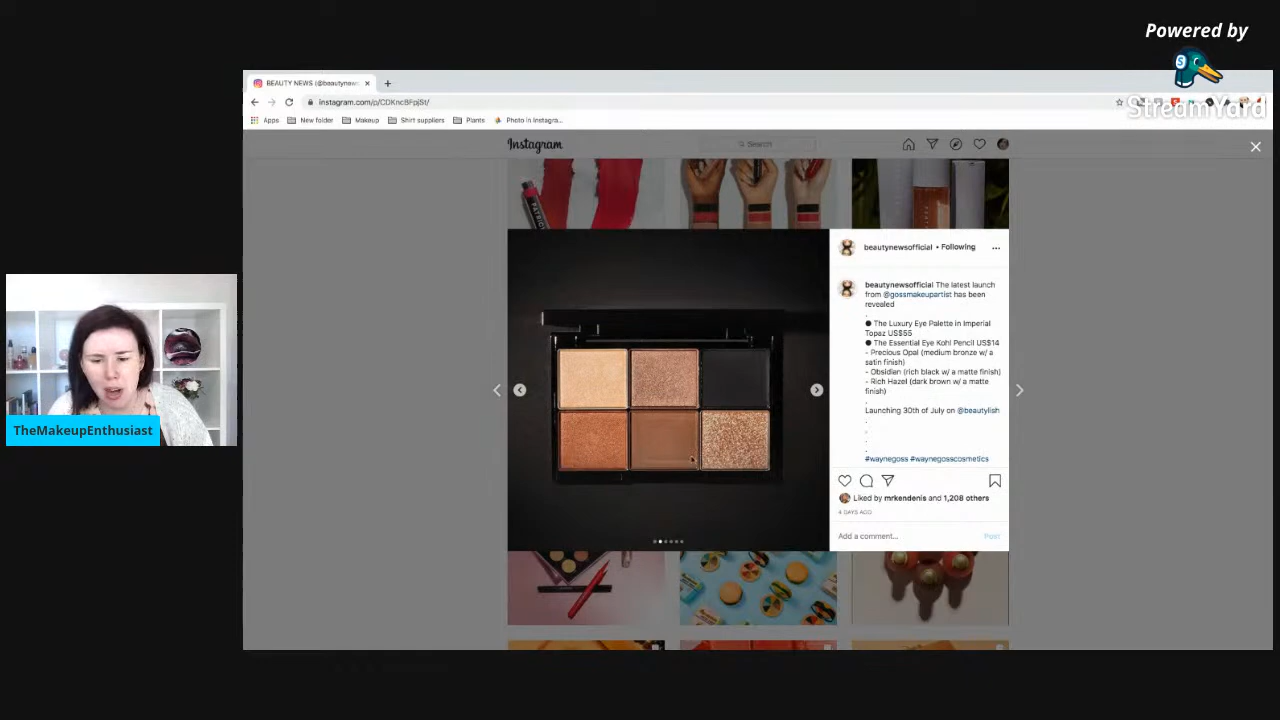 Powered by
StreamYard
BEAUTY NEWS (@beautynews
instagram.com/p/CDKncBFpjSt/
Apps
New folder
Makeup
Shirt suppliers
Plants
Photo in Instagra...
Instagram
Search
PATRIC
beautynewsofficial • Following
beautynewsofficial The latest launch
from @gossmakeupartist has been
revealed
.
● The Luxury Eye Palette in Imperial
Topaz US$55
● The Essential Eye Kohl Pencil US$14
- Precious Opal (medium bronze w/ a
satin finish)
- Obsidian (rich black w/ a matte finish)
- Rich Hazel (dark brown w/ a matte
finish)
.
Launching 30th of July on @beautylish
.
.
.
.
#waynegoss #waynegosscosmetics
Liked by mrkendenis and 1,208 others
4 DAYS AGO
Add a comment...
Post
TheMakeupEnthusiast